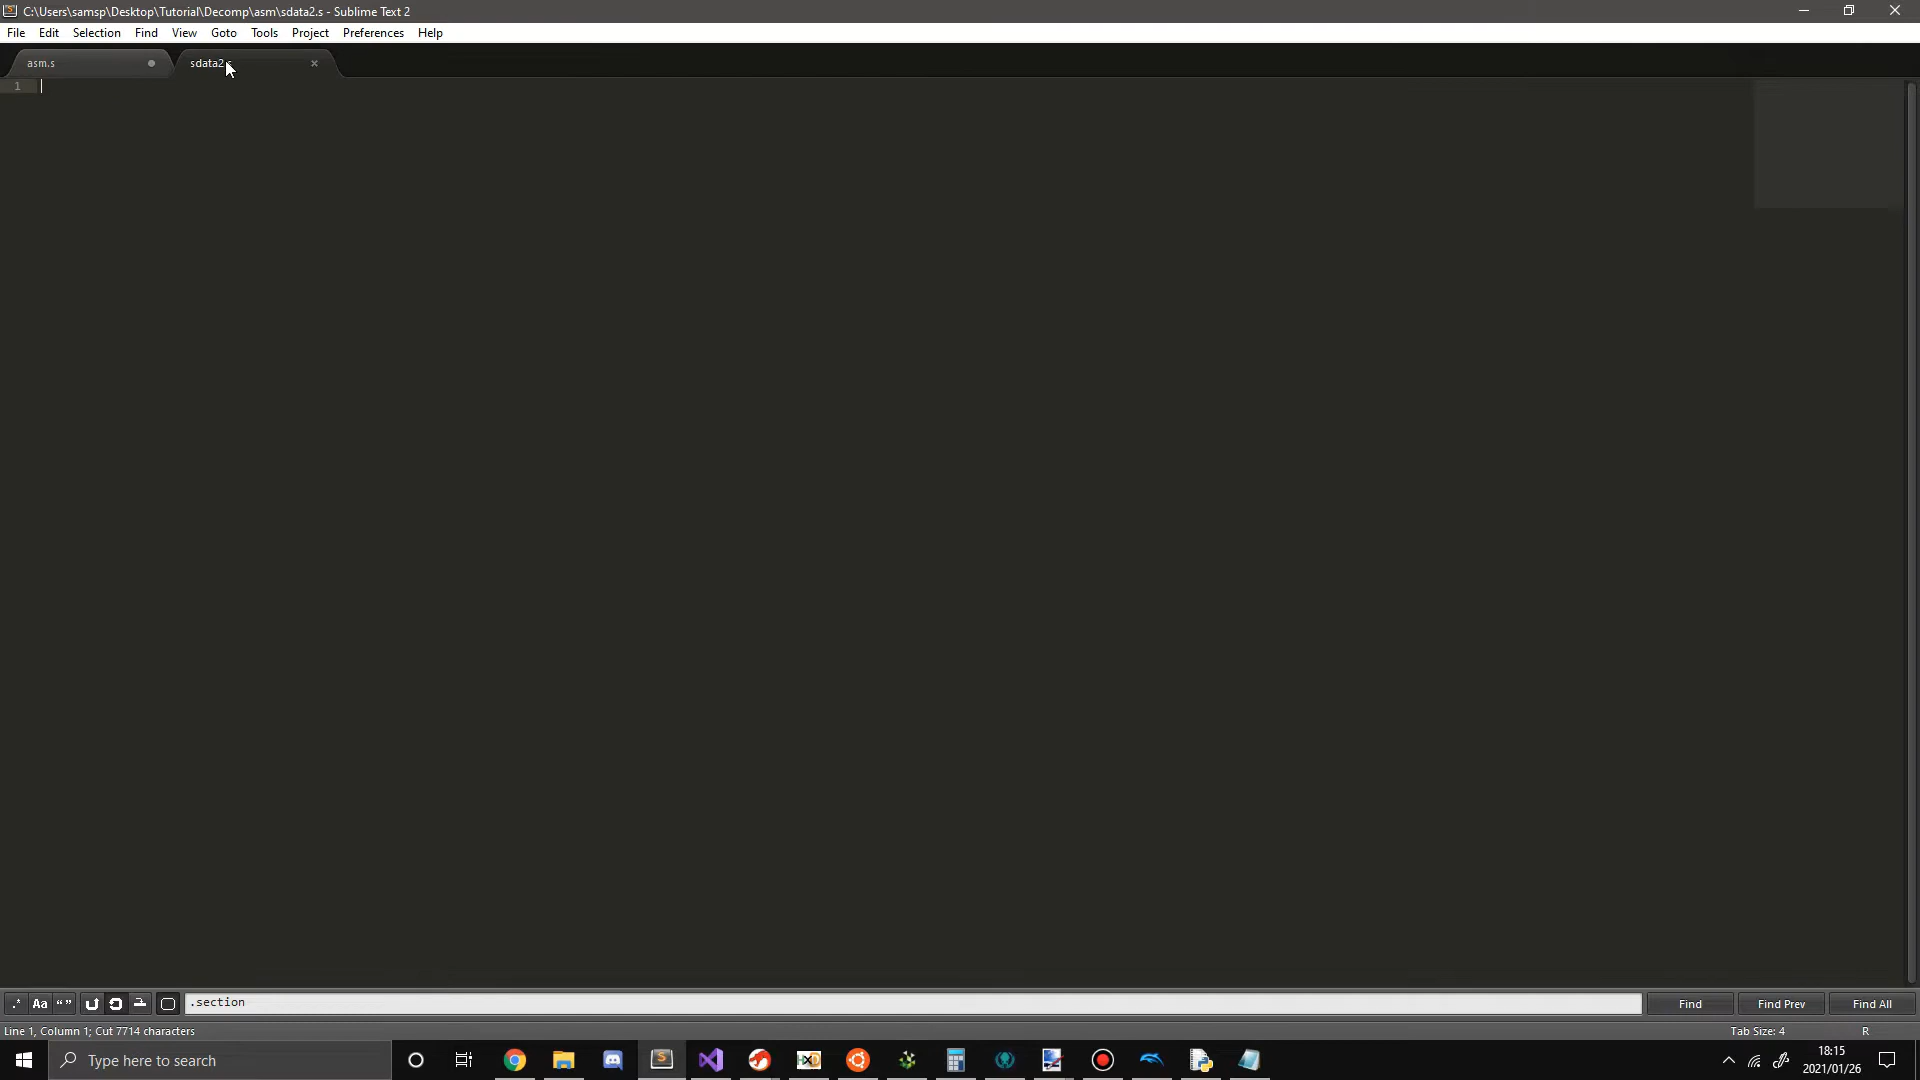 C:\Users\samsp\Desktop\Tutorial\Decomp\asm\sdata2.s - Sublime Text 2
File Edit Selection Find View Goto Tools Project Preferences Help
asm.s sdata2.s
1
.* Aa “” .section Find Find Prev Find All
Line 1, Column 1; Cut 7714 characters Tab Size: 4 R
Type here to search
18:15
2021/01/26